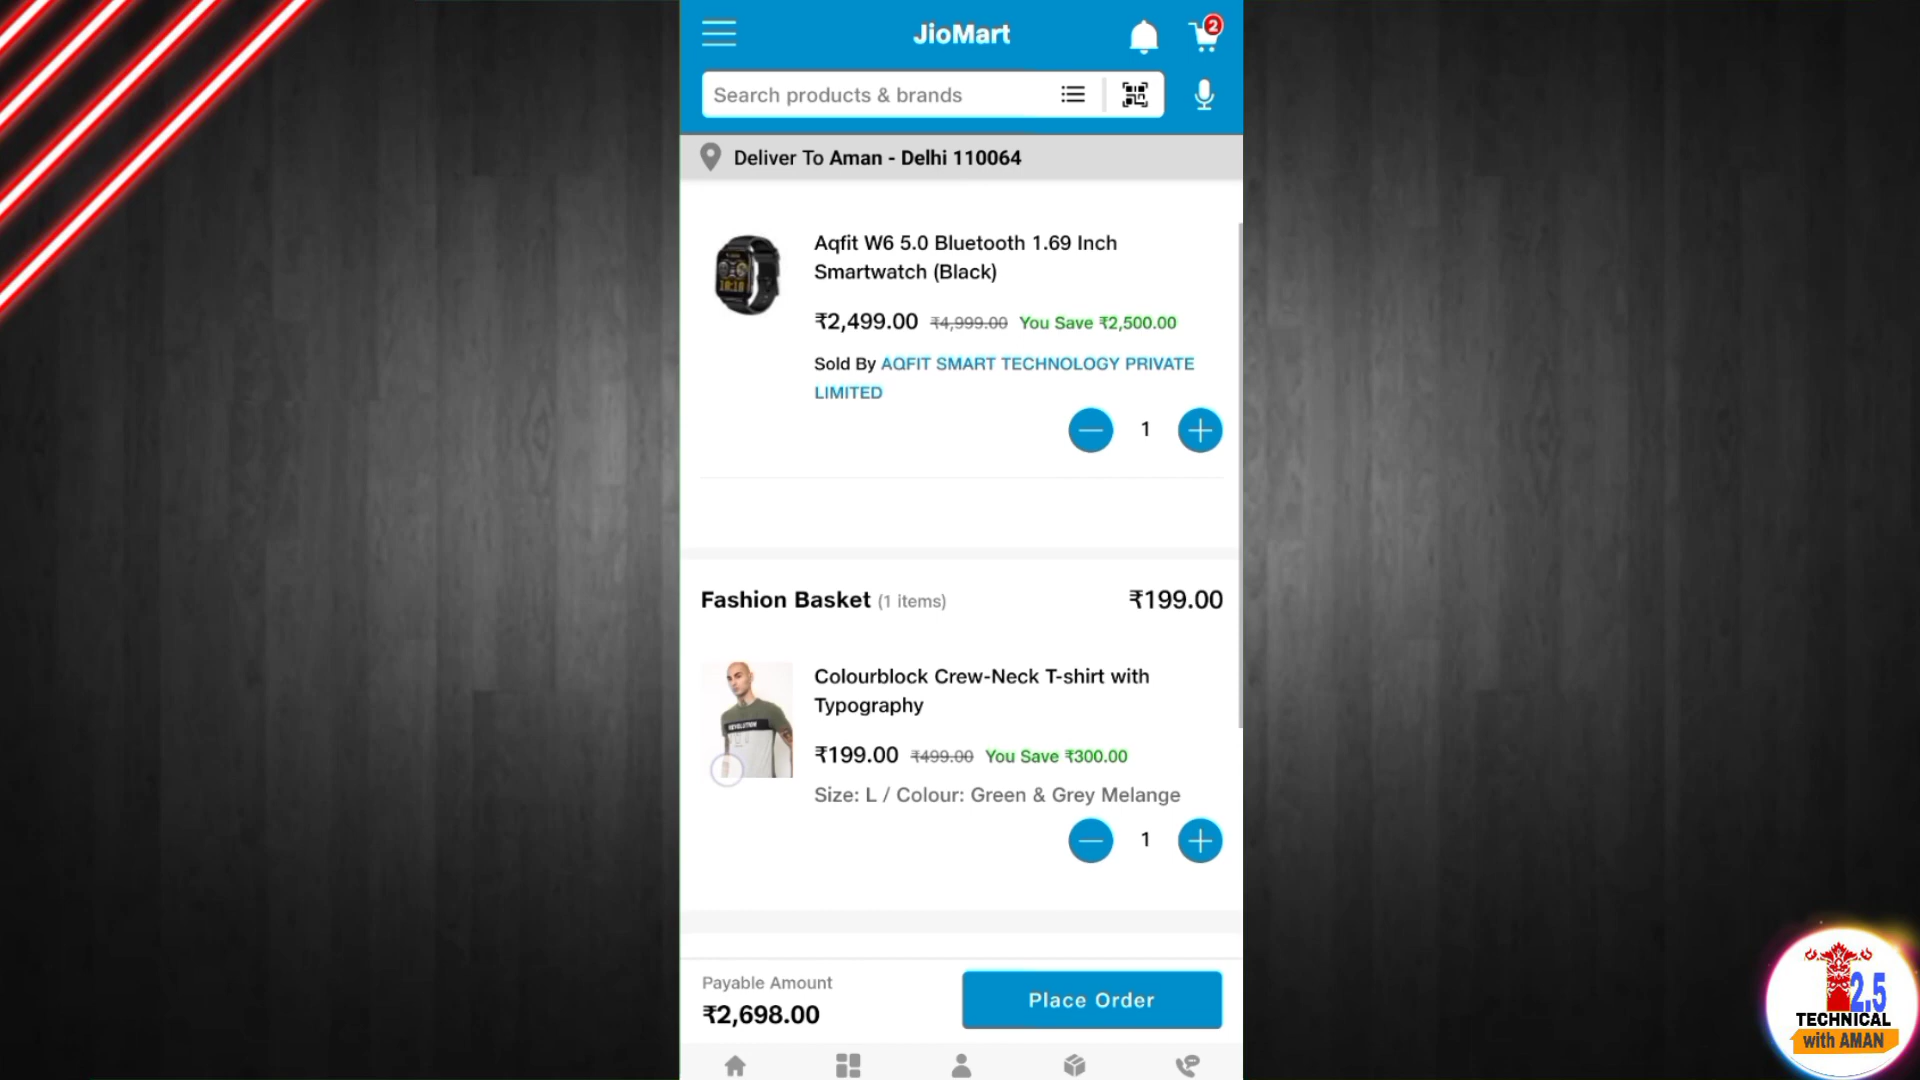 JioMart
2
Search products & brands
Deliver To Aman - Delhi 110064
Aqfit W6 5.0 Bluetooth 1.69 Inch
Smartwatch (Black)
₹2,499.00 ₹4,999.00 You Save ₹2,500.00
Sold By AQFIT SMART TECHNOLOGY PRIVATE
LIMITED
1
Fashion Basket (1 items) ₹199.00
Colourblock Crew-Neck T-shirt with
Typography
₹199.00 ₹499.00 You Save ₹300.00
Size: L / Colour: Green & Grey Melange
1
Payable Amount
₹2,698.00
Place Order
2.5
TECHNICAL
with AMAN